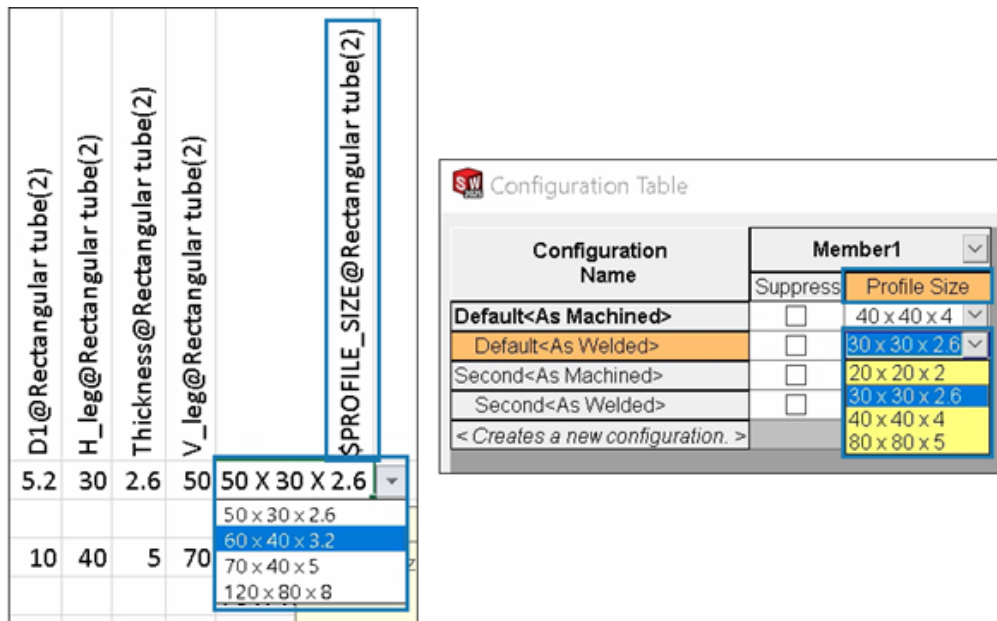 D1@Rectangular tube(2)
H_leg@Rectangular tube(2)
Thickness@Rectangular tube(2)
V_leg@Rectangular tube(2)
$PROFILE_SIZE@Rectangular tube(2)
5.2 30 2.6 50 50 X 30 X 2.6
50 x 30 x 2.6
60 x 40 x 3.2
10 40 5 70 70 x 40 x 5
120 x 80 x 8
SW
Configuration Table
Configuration Name Member1
Suppress Profile Size
Default<As Machined> 40 x 40 x 4
Default<As Welded> 30 x 30 x 2.6
Second<As Machined> 20 x 20 x 2
30 x 30 x 2.6
Second<As Welded> 40 x 40 x 4
< Creates a new configuration. > 80 x 80 x 5